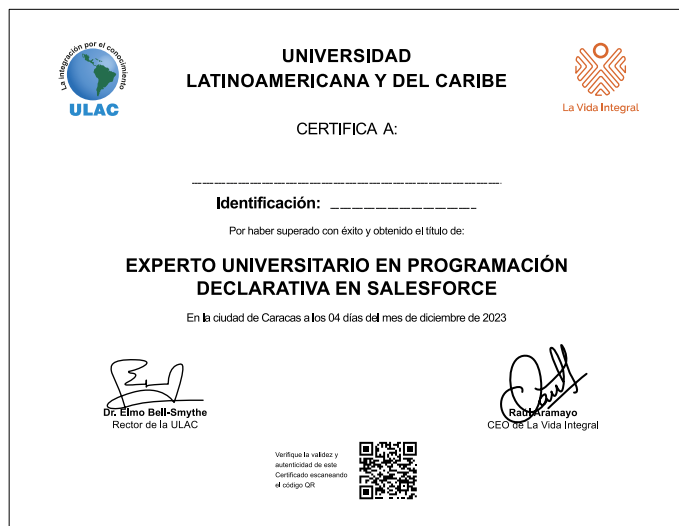 La integración por el conocimiento
ULAC
UNIVERSIDAD
LATINOAMERICANA Y DEL CARIBE
La Vida Integral
CERTIFICA A:
Identificación:
Por haber superado con éxito y obtenido el título de:
EXPERTO UNIVERSITARIO EN PROGRAMACIÓN
DECLARATIVA EN SALESFORCE
En la ciudad de Caracas a los 04 días del mes de diciembre de 2023
Dr. Elmo Bell-Smythe
Rector de la ULAC
Raúl Aramayo
CEO de La Vida Integral
Verifique la validez y
autenticidad de este
Certificado escaneando
el código QR